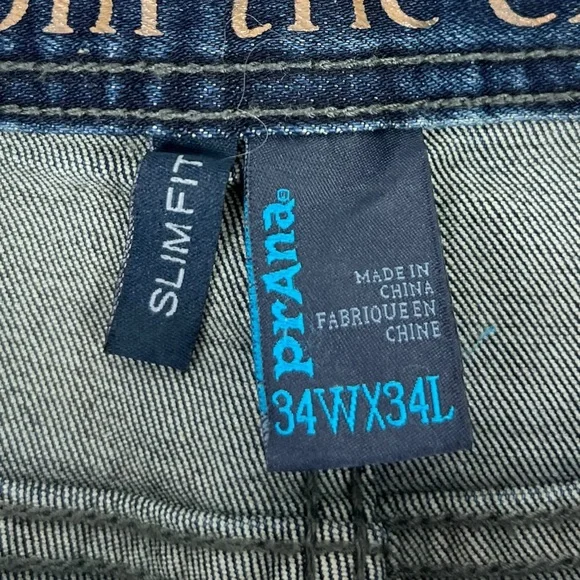 SLIM FIT
prAna®
MADE IN
CHINA
FABRIQUE EN
CHINE
34WX34L